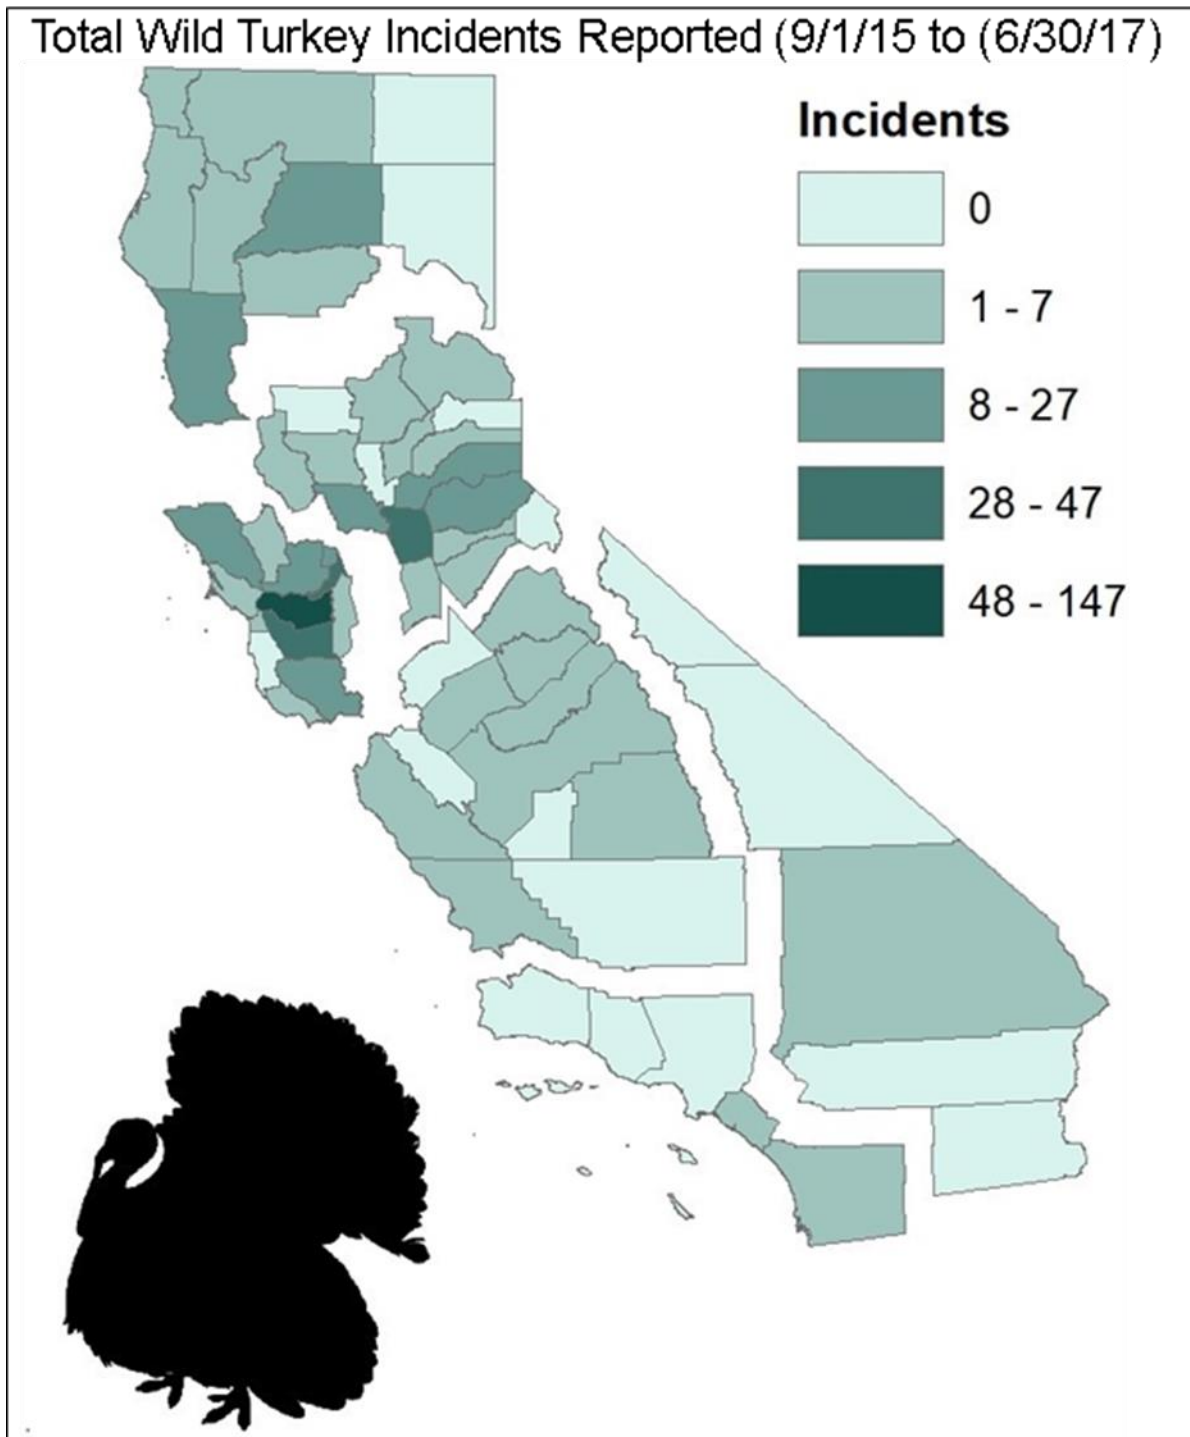 Total Wild Turkey Incidents Reported (9/1/15 to (6/30/17)
Incidents
0
1 - 7
8 - 27
28 - 47
48 - 147